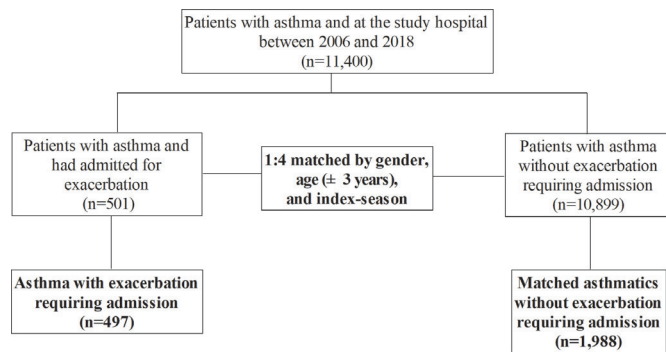 Patients with asthma and at the study hospital
between 2006 and 2018
(n=11,400)
Patients with asthma and
had admitted for
exacerbation
(n=501)
1:4 matched by gender,
age (± 3 years),
and index-season
Patients with asthma
without exacerbation
requiring admission
(n=10,899)
Asthma with exacerbation
requiring admission
(n=497)
Matched asthmatics
without exacerbation
requiring admission
(n=1,988)